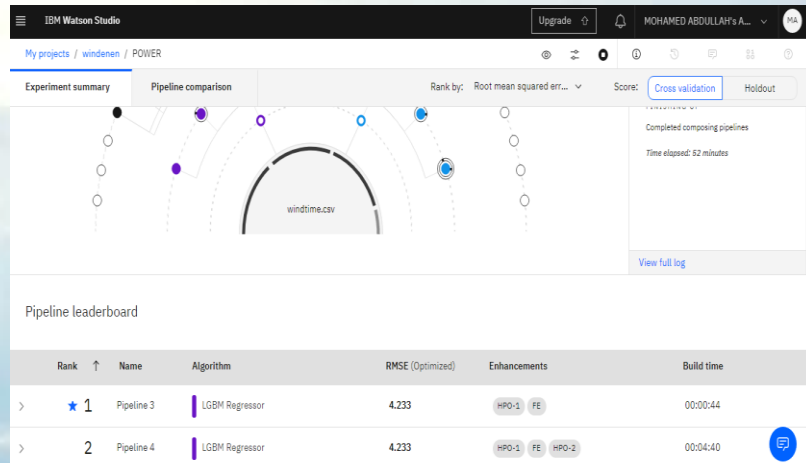 IBM Watson Studio
Upgrade
MOHAMED ABDULLAH's A...
MA
My projects / windenen / POWER
Experiment summary
Pipeline comparison
Rank by: Root mean squared err...
Score: Cross validation Holdout
Completed composing pipelines
Time elapsed: 52 minutes
windtime.csv
View full log
Pipeline leaderboard
Rank ↑ Name Algorithm RMSE (Optimized) Enhancements Build time
1 Pipeline 3 LGBM Regressor 4.233 HPO-1 FE 00:00:44
2 Pipeline 4 LGBM Regressor 4.233 HPO-1 FE HPO-2 00:04:40